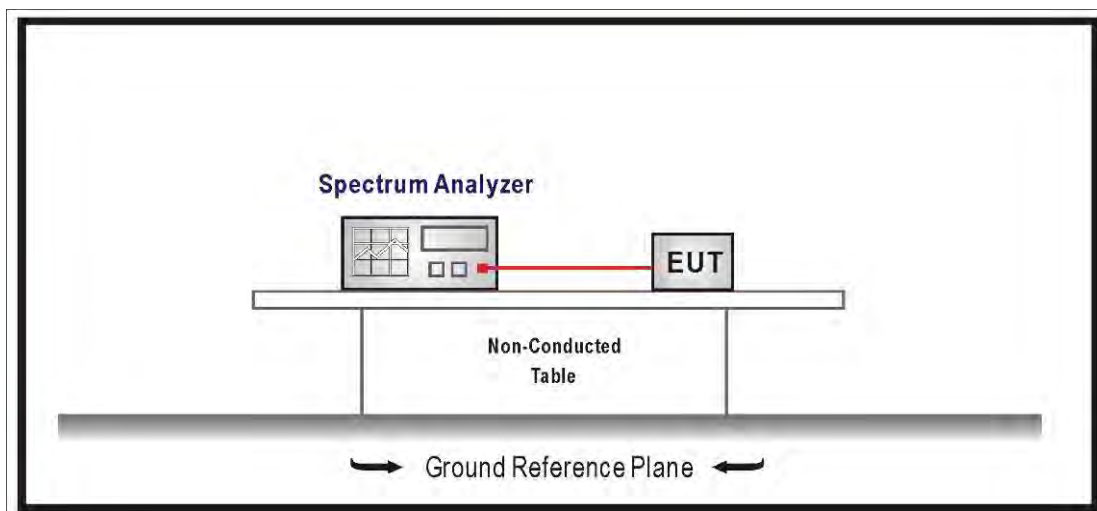 Spectrum Analyzer
EUT
Non-Conducted
Table
Ground Reference Plane